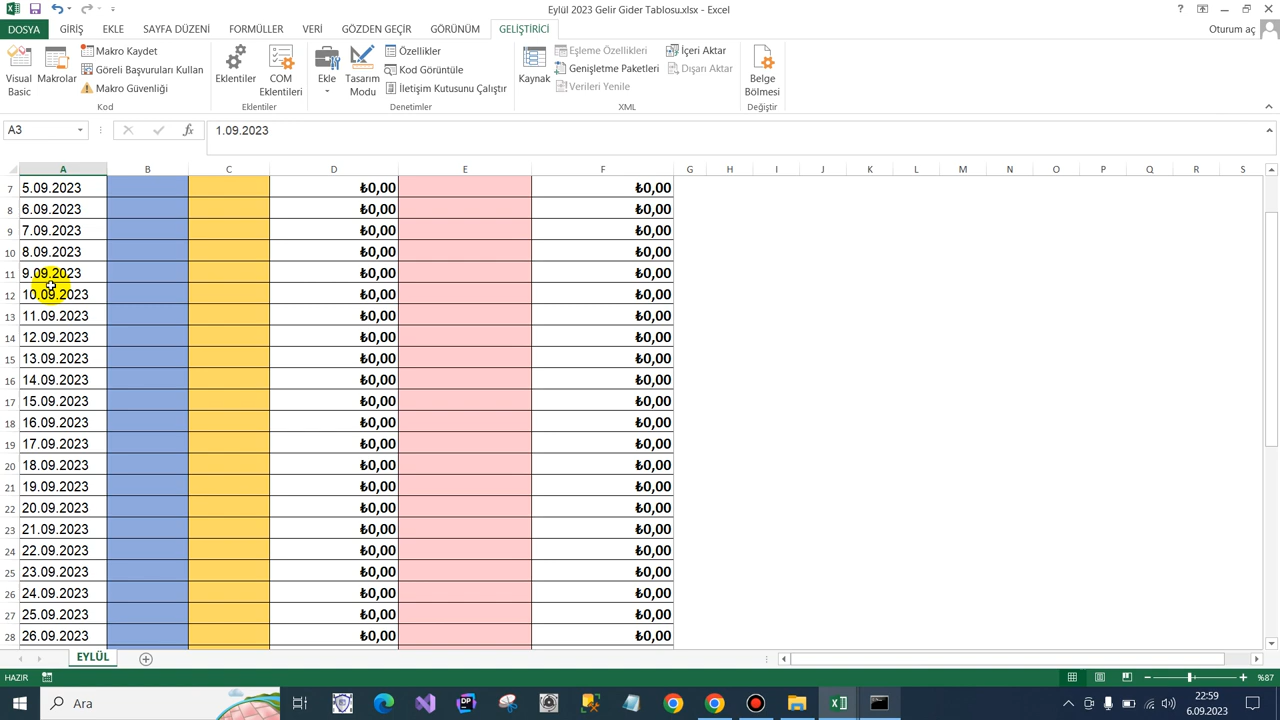 Eylül 2023 Gelir Gider Tablosu.xlsx - Excel
DOSYA GİRİŞ EKLE SAYFA DÜZENİ FORMÜLLER VERİ GÖZDEN GEÇİR GÖRÜNÜM GELİŞTİRİCİ Oturum aç
Visual Basic
Makrolar
Makro Kaydet
Göreli Başvuruları Kullan
Makro Güvenliği
Kod
Eklentiler
COM Eklentileri
Eklentiler
Ekle
Tasarım Modu
Özellikler
Kod Görüntüle
İletişim Kutusunu Çalıştır
Denetimler
Kaynak
Eşleme Özellikleri
Genişletme Paketleri
Verileri Yenile
İçeri Aktar
Dışarı Aktar
XML
Belge Bölmesi
Değiştir
A3 fx 1.09.2023
A B C D E F G H I J K L M N O P Q R S
7 5.09.2023 ₺0,00 ₺0,00
8 6.09.2023 ₺0,00 ₺0,00
9 7.09.2023 ₺0,00 ₺0,00
10 8.09.2023 ₺0,00 ₺0,00
11 9.09.2023 ₺0,00 ₺0,00
12 10.09.2023 ₺0,00 ₺0,00
13 11.09.2023 ₺0,00 ₺0,00
14 12.09.2023 ₺0,00 ₺0,00
15 13.09.2023 ₺0,00 ₺0,00
16 14.09.2023 ₺0,00 ₺0,00
17 15.09.2023 ₺0,00 ₺0,00
18 16.09.2023 ₺0,00 ₺0,00
19 17.09.2023 ₺0,00 ₺0,00
20 18.09.2023 ₺0,00 ₺0,00
21 19.09.2023 ₺0,00 ₺0,00
22 20.09.2023 ₺0,00 ₺0,00
23 21.09.2023 ₺0,00 ₺0,00
24 22.09.2023 ₺0,00 ₺0,00
25 23.09.2023 ₺0,00 ₺0,00
26 24.09.2023 ₺0,00 ₺0,00
27 25.09.2023 ₺0,00 ₺0,00
28 26.09.2023 ₺0,00 ₺0,00
EYLÜL
HAZIR %87
Ara
DP
22:59
6.09.2023